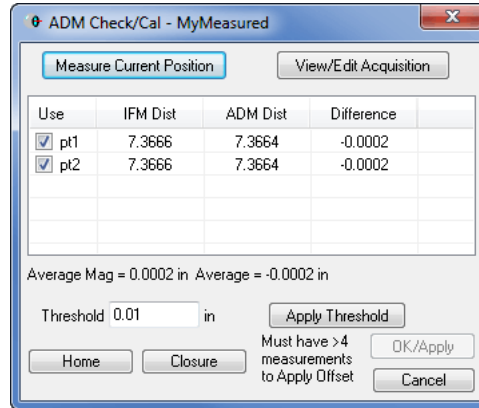 ADM Check/Cal - MyMeasured
Measure Current Position View/Edit Acquisition
Use IFM Dist ADM Dist Difference
pt1 7.3666 7.3664 -0.0002
pt2 7.3666 7.3664 -0.0002
Average Mag = 0.0002 in Average = -0.0002 in
Threshold 0.01 in Apply Threshold
Home Closure
Must have >4
measurements
to Apply Offset
OK/Apply
Cancel